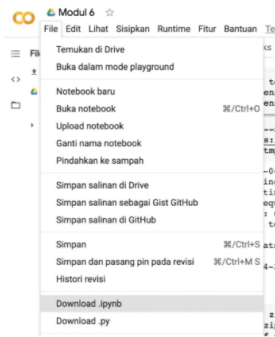 CO
Modul 6
File Edit Lihat Sisipkan Runtime Fitur Bantuan
Temukan di Drive
Buka dalam mode playground
Notebook baru
Buka notebook ⌘/Ctrl+O
Upload notebook
Ganti nama notebook
Pindahkan ke sampah
Simpan salinan di Drive
Simpan salinan sebagai Gist GitHub
Simpan salinan di GitHub
Simpan ⌘/Ctrl+S
Simpan dan pasang pin pada revisi ⌘/Ctrl+M S
Histori revisi
Download .ipynb
Download .py